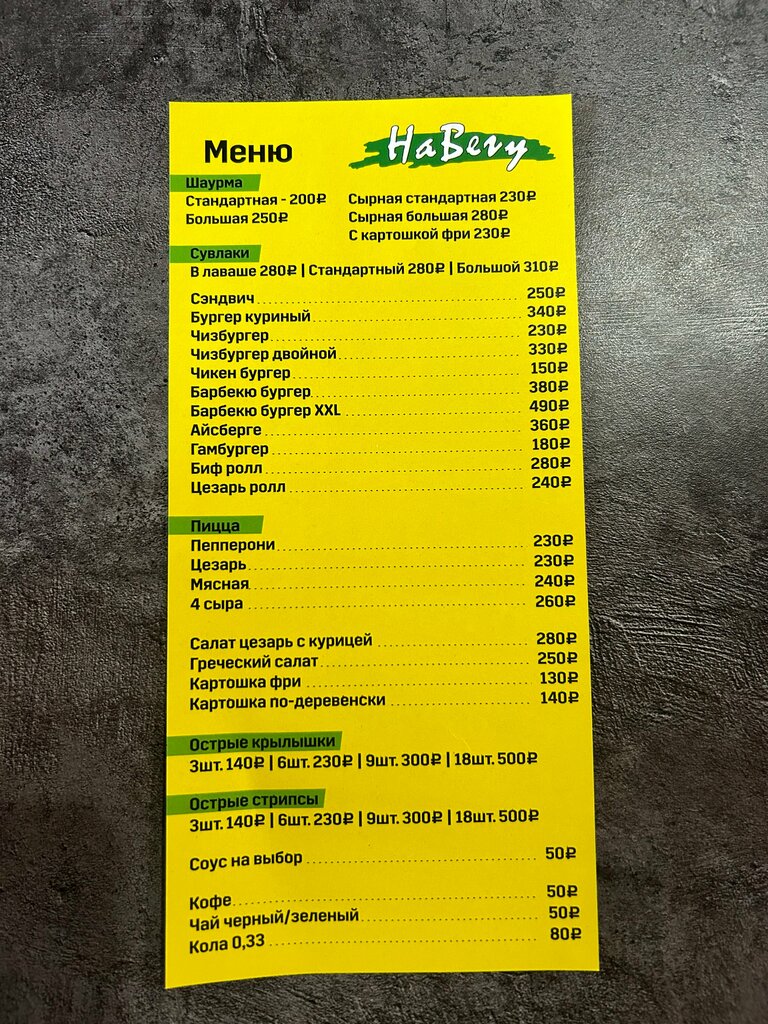 Меню
НаБегу
Шаурма
Стандартная - 200₽ Сырная стандартная 230₽
Большая 250₽ Сырная большая 280₽
С картошкой фри 230₽
Сувлаки
В лаваше 280₽ | Стандартный 280₽ | Большой 310₽
Сэндвич 250₽
Бургер куриный 340₽
Чизбургер 230₽
Чизбургер двойной 330₽
Чикен бургер 150₽
Барбекю бургер 380₽
Барбекю бургер XXL 490₽
Айсберге 360₽
Гамбургер 180₽
Биф ролл 280₽
Цезарь ролл 240₽
Пицца
Пепперони 230₽
Цезарь 230₽
Мясная 240₽
4 сыра 260₽
Салат цезарь с курицей 280₽
Греческий салат 250₽
Картошка фри 130₽
Картошка по-деревенски 140₽
Острые крылышки
3шт. 140₽ | 6шт. 230₽ | 9шт. 300₽ | 18шт. 500₽
Острые стрипсы
3шт. 140₽ | 6шт. 230₽ | 9шт. 300₽ | 18шт. 500₽
Соус на выбор 50₽
Кофе 50₽
Чай черный/зеленый 50₽
Кола 0,33 80₽